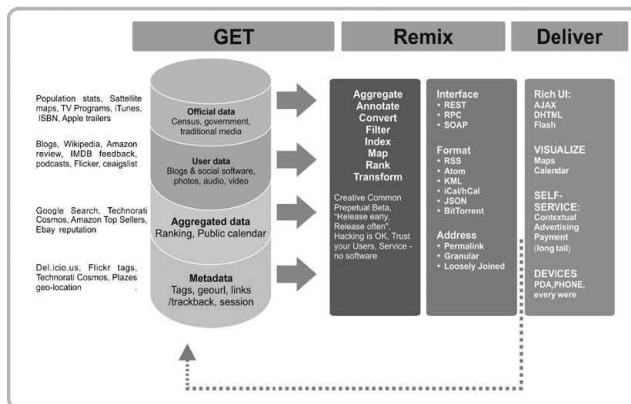 GET
Remix
Deliver
Population stats, Sattellite
maps, TV Programs, iTunes,
ISBN, Apple trailers
Blogs, Wikipedia, Amazon
review, IMDB feedback,
podcasts, Flicker, ceaigslist
Google Search, Technorati
Cosmos, Amazon Top Sellers,
Ebay reputation
Del.icio.us, Flickr tags,
Technorati Cosmos, Plazes
geo-location .
Official data
Census, government,
traditional media
User data
Blogs & social software,
photos, audio, video
Aggregated data
Ranking, Public calendar
Metadata
Tags, geourl, links
/trackback, session
Aggregate
Annotate
Convert
Filter
Index
Map
Rank
Transform
Creative Common
Prepetual Beta,
"Release early,
Release often",
Hacking is OK, Trust
your Users, Service -
no software
Interface
• REST
• RPC
• SOAP
Format
• RSS
• Atom
• KML
• iCal/hCal
• JSON
• BitTorrent
Address
• Permalink
• Granular
• Loosely Joined
Rich UI:
AJAX
DHTML
Flash
VISUALIZE
Maps
Calendar
SELF-
SERVICE:
Contextual
Advertising
Payment
(long tail)
DEVICES
PDA,PHONE,
every were